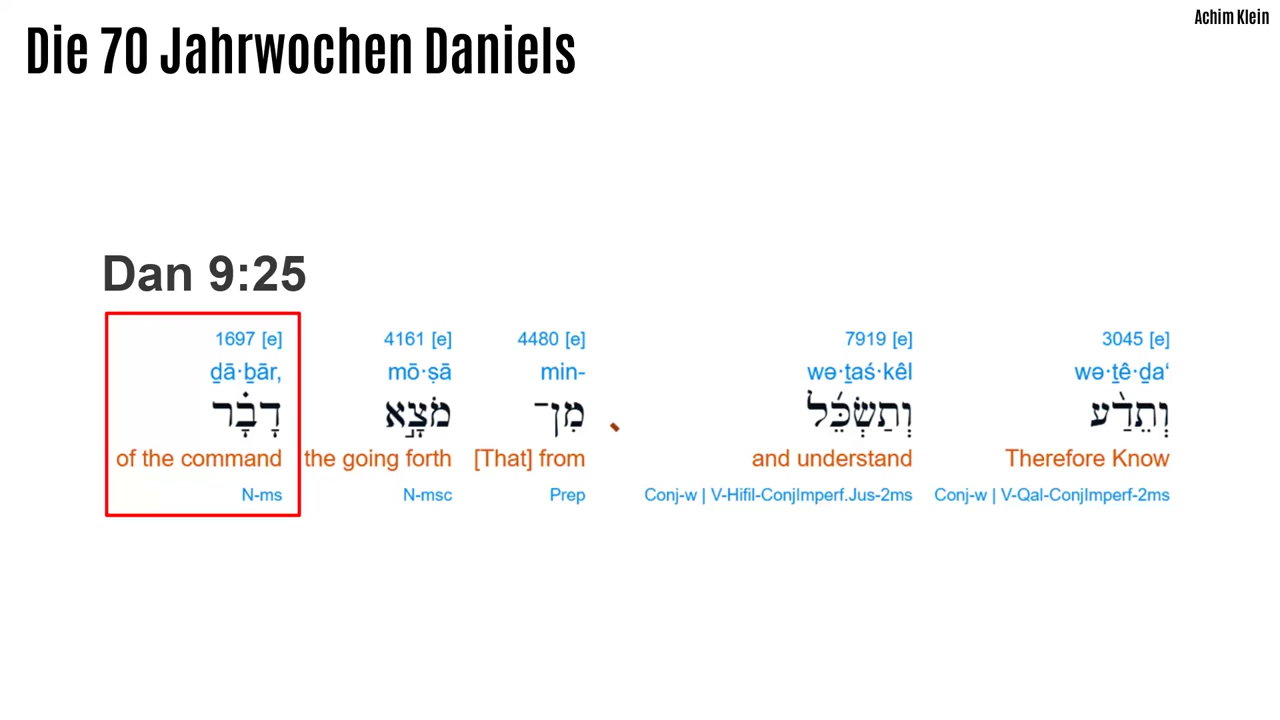 Die 70 Jahrwochen Daniels
Achim Klein
Dan 9:25
1697 [e] 4161 [e] 4480 [e] 7919 [e] 3045 [e]
ḏā·ḇār, mō·ṣā min- wə·ṯaś·kêl wə·ṯê·ḏa‘
דָבָ֗ר מֹצָ֣א מִן־ וְתַשְׂכֵּ֜ל וְתֵדַ֨ע
of the command the going forth [That] from and understand Therefore Know
N-ms N-msc Prep Conj-w | V-Hifil-ConjImperf.Jus-2ms Conj-w | V-Qal-ConjImperf-2ms